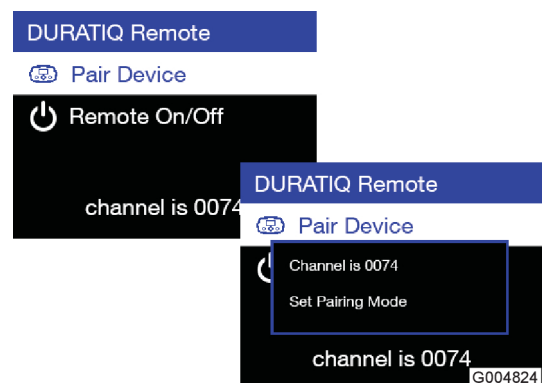 DURATIQ Remote
Pair Device
Remote On/Off
channel is 0074
DURATIQ Remote
Pair Device
Channel is 0074
Set Pairing Mode
channel is 0074
G004824